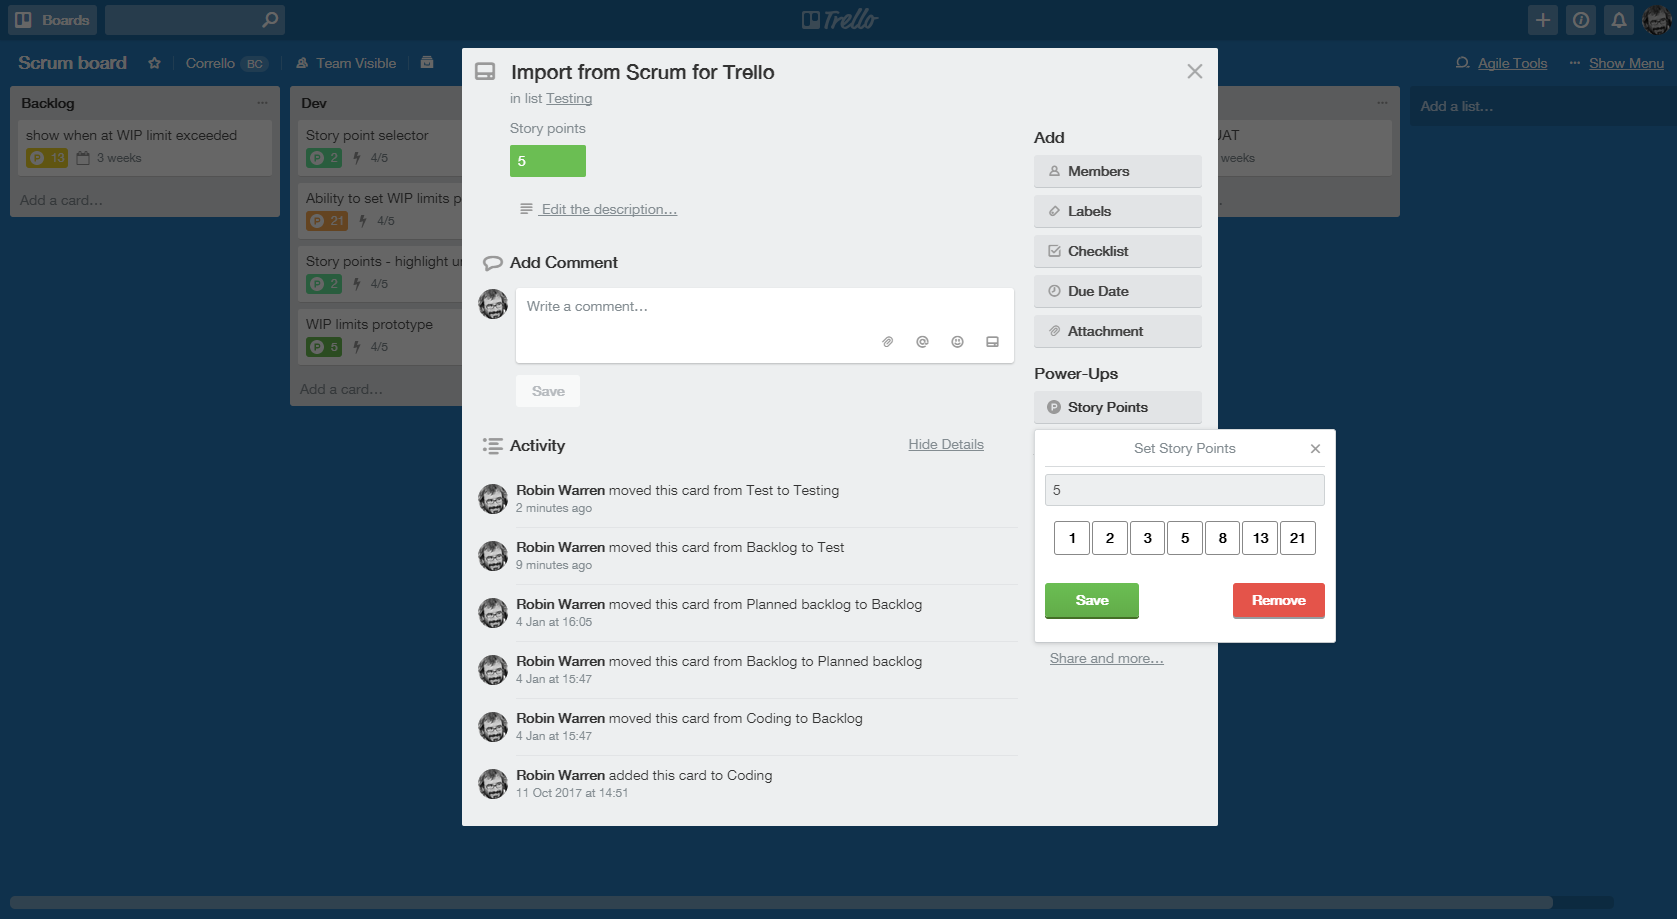 Boards
Trello
Scrum board
Corrello BC
Team Visible
Agile Tools
Show Menu
Backlog
show when at WIP limit exceeded
13 3 weeks
Add a card…
Dev
Story point selector
P 2 4/5
Ability to set WIP limits p
P 21 4/5
Story points - highlight
P 2 4/5
WIP limits prototype
P 5 4/5
Add a card…
Import from Scrum for Trello
in list Testing
Story points
5
Edit the description…
Add Comment
Write a comment…
Save
Activity
Hide Details
Robin Warren moved this card from Test to Testing
2 minutes ago
Robin Warren moved this card from Backlog to Test
9 minutes ago
Robin Warren moved this card from Planned backlog to Backlog
4 Jan at 16:05
Robin Warren moved this card from Backlog to Planned backlog
4 Jan at 15:47
Robin Warren moved this card from Coding to Backlog
4 Jan at 15:47
Robin Warren added this card to Coding
11 Oct 2017 at 14:51
Add
Members
Labels
Checklist
Due Date
Attachment
Power-Ups
P Story Points
Set Story Points
5
1 2 3 5 8 13 21
Save
Remove
Share and more…
UAT
weeks
Add a list…